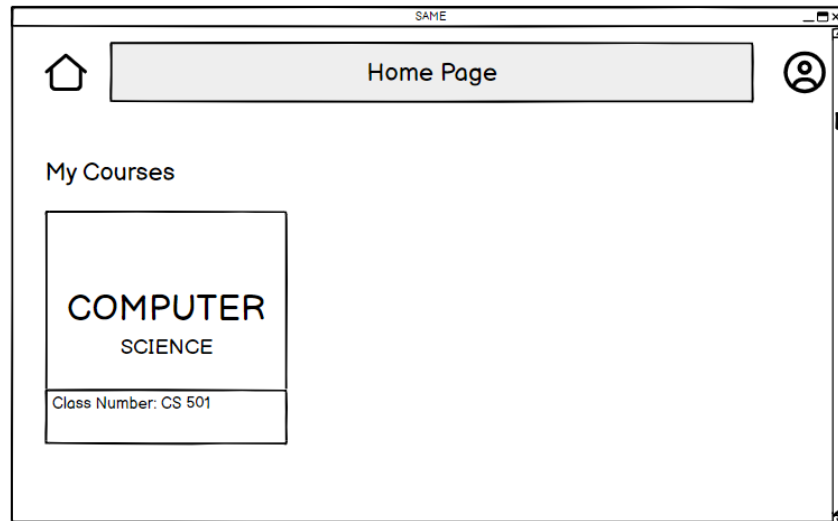 SAME
Home Page
My Courses
COMPUTER
SCIENCE
Class Number: CS 501